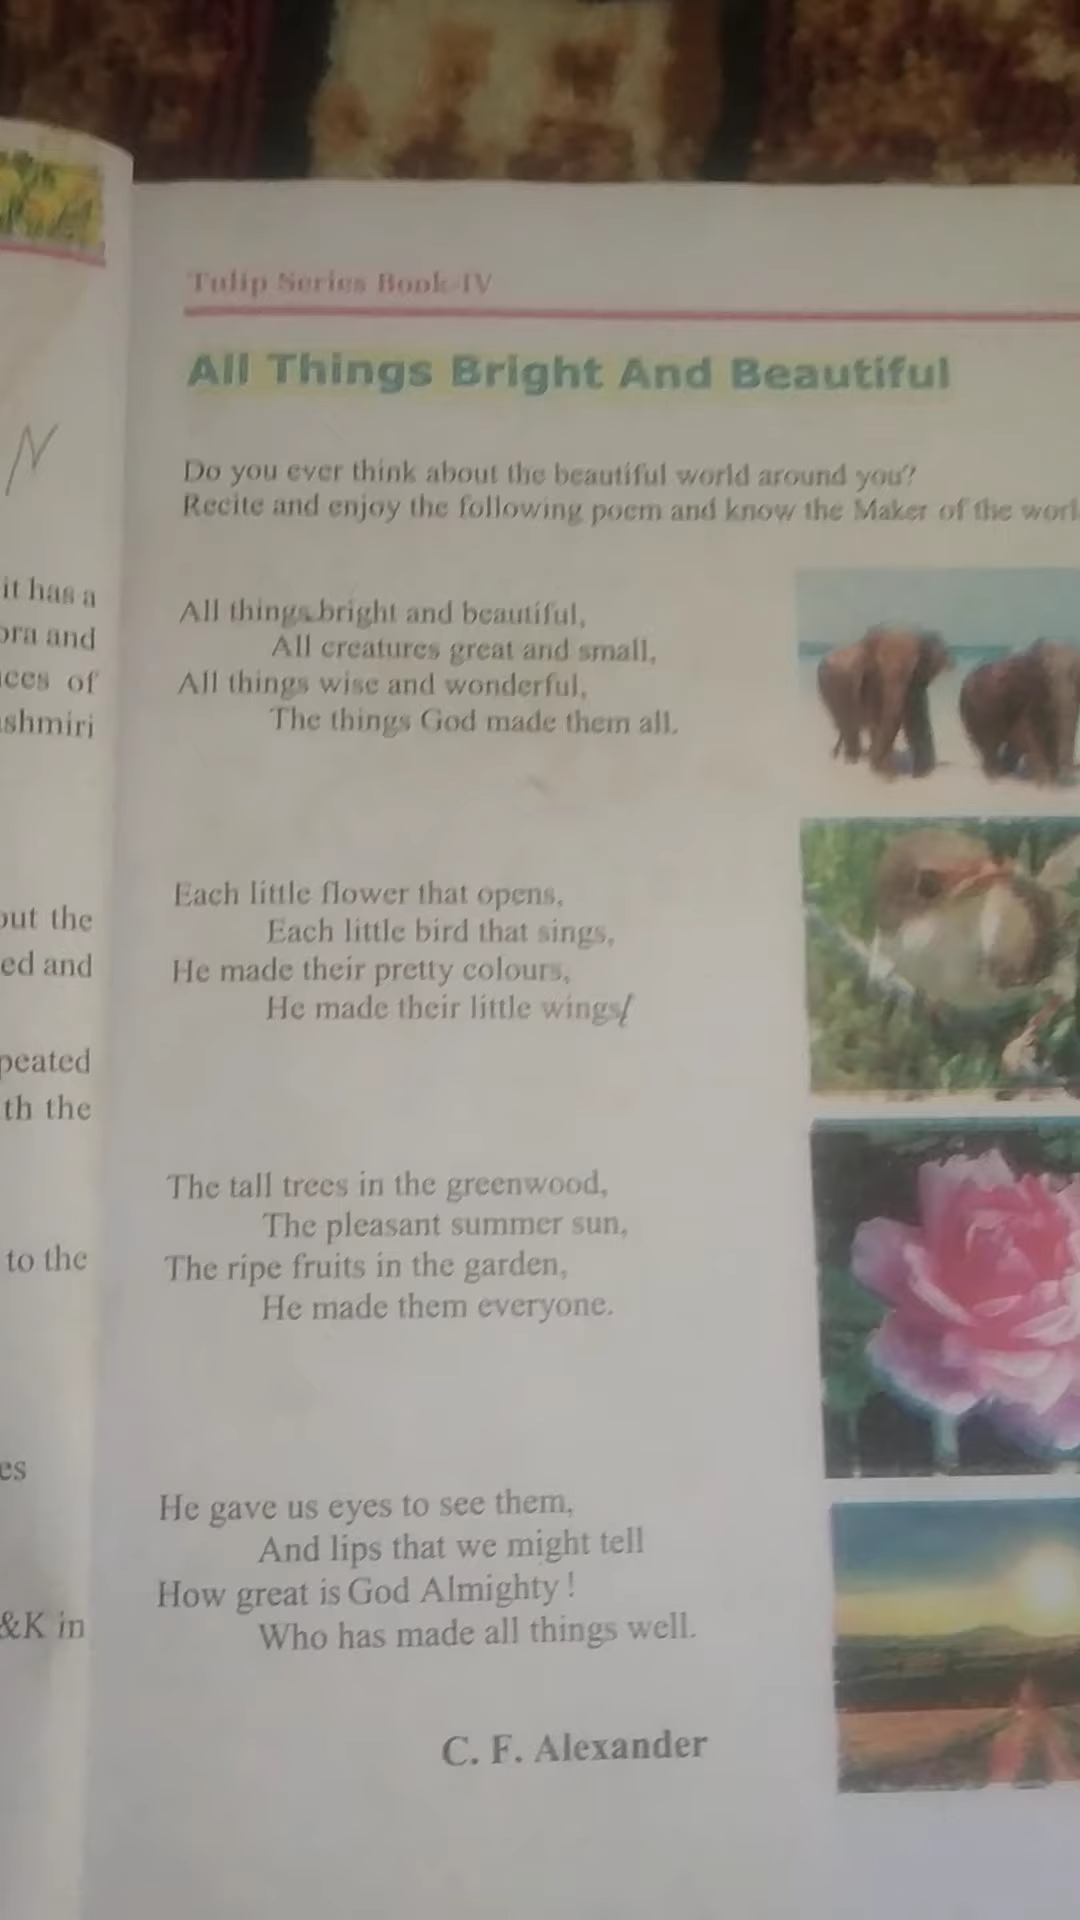 N
it has a
ora and
ces of
shmiri
out the
ed and
peated
th the
to the
es
&K in
Tulip Series Book-IV
All Things Bright And Beautiful
Do you ever think about the beautiful world around you?
Recite and enjoy the following poem and know the Maker of the worl
All things bright and beautiful,
All creatures great and small,
All things wise and wonderful,
The things God made them all.
Each little flower that opens,
Each little bird that sings,
He made their pretty colours,
He made their little wings
The tall trees in the greenwood,
The pleasant summer sun,
The ripe fruits in the garden,
He made them everyone.
He gave us eyes to see them,
And lips that we might tell
How great is God Almighty !
Who has made all things well.
C. F. Alexander